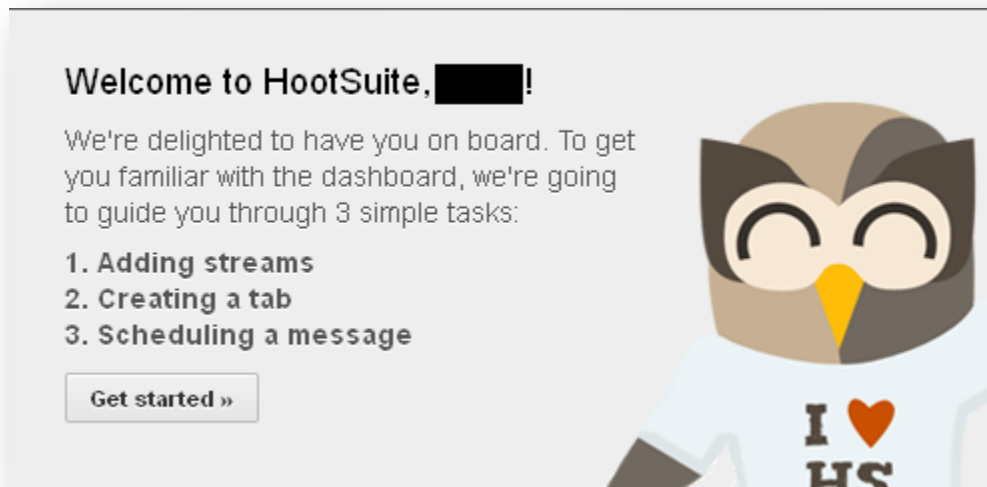 Welcome to HootSuite, !
We're delighted to have you on board. To get
you familiar with the dashboard, we're going
to guide you through 3 simple tasks:
1. Adding streams
2. Creating a tab
3. Scheduling a message
Get started »
I ♥
HS